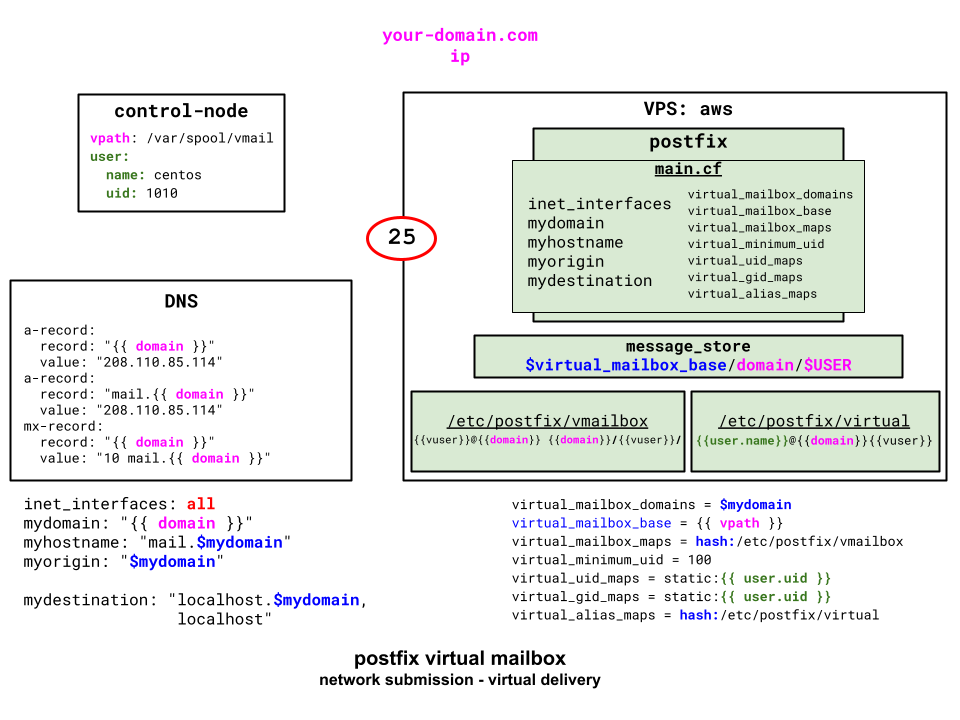 your-domain.com
ip
control-node
vpath: /var/spool/vmail
user:
name: centos
uid: 1010
VPS: aws
postfix
main.cf
inet_interfaces
mydomain
myhostname
myorigin
mydestination
virtual_mailbox_domains
virtual_mailbox_base
virtual_mailbox_maps
virtual_minimum_uid
virtual_uid_maps
virtual_gid_maps
virtual_alias_maps
25
message_store
$virtual_mailbox_base/domain/$USER
/etc/postfix/vmailbox
{{vuser}}@{{domain}} {{domain}}/{{vuser}}/
/etc/postfix/virtual
{{user.name}}@{{domain}}{{vuser}}
DNS
a-record:
record: "{{ domain }}"
value: "208.110.85.114"
a-record:
record: "mail.{{ domain }}"
value: "208.110.85.114"
mx-record:
record: "{{ domain }}"
value: "10 mail.{{ domain }}"
inet_interfaces: all
mydomain: "{{ domain }}"
myhostname: "mail.$mydomain"
myorigin: "$mydomain"
mydestination: "localhost.$mydomain,
localhost"
virtual_mailbox_domains = $mydomain
virtual_mailbox_base = {{ vpath }}
virtual_mailbox_maps = hash:/etc/postfix/vmailbox
virtual_minimum_uid = 100
virtual_uid_maps = static:{{ user.uid }}
virtual_gid_maps = static:{{ user.uid }}
virtual_alias_maps = hash:/etc/postfix/virtual
postfix virtual mailbox
network submission - virtual delivery